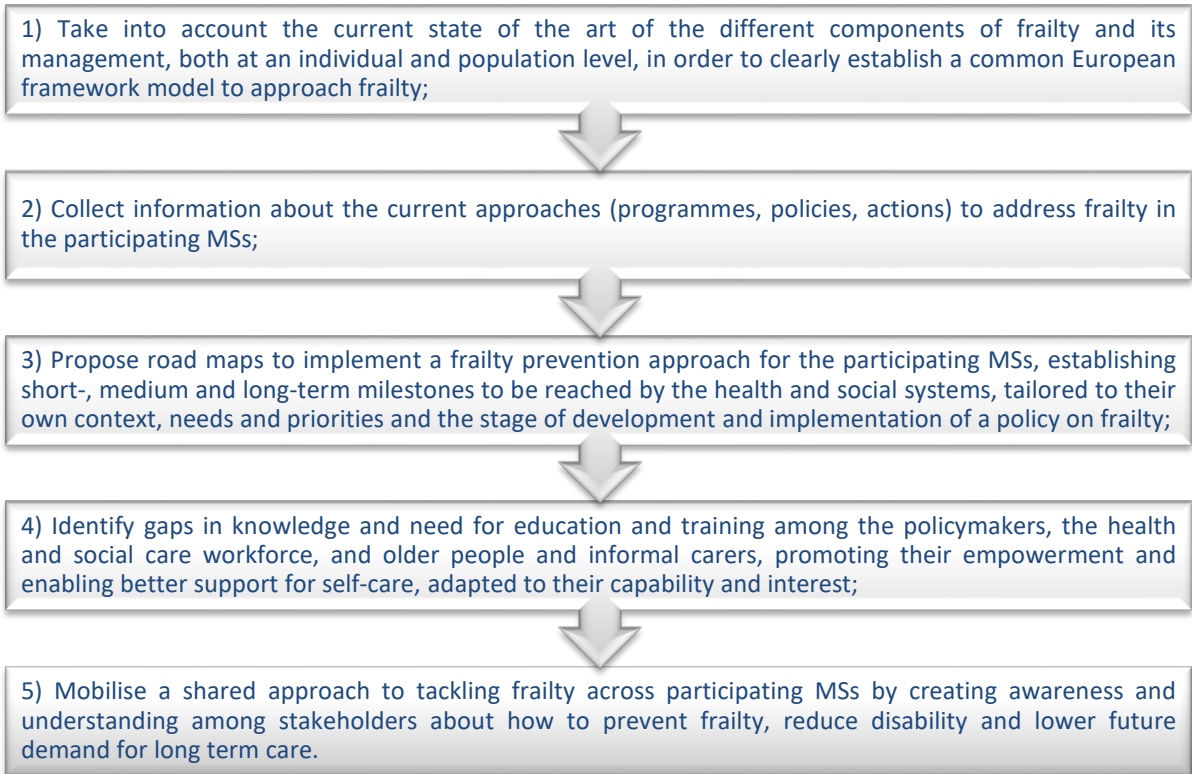 1) Take into account the current state of the art of the different components of frailty and its
management, both at an individual and population level, in order to clearly establish a common European
framework model to approach frailty;
2) Collect information about the current approaches (programmes, policies, actions) to address frailty in
the participating MSs;
3) Propose road maps to implement a frailty prevention approach for the participating MSs, establishing
short-, medium and long-term milestones to be reached by the health and social systems, tailored to their
own context, needs and priorities and the stage of development and implementation of a policy on frailty;
4) Identify gaps in knowledge and need for education and training among the policymakers, the health
and social care workforce, and older people and informal carers, promoting their empowerment and
enabling better support for self-care, adapted to their capability and interest;
5) Mobilise a shared approach to tackling frailty across participating MSs by creating awareness and
understanding among stakeholders about how to prevent frailty, reduce disability and lower future
demand for long term care.